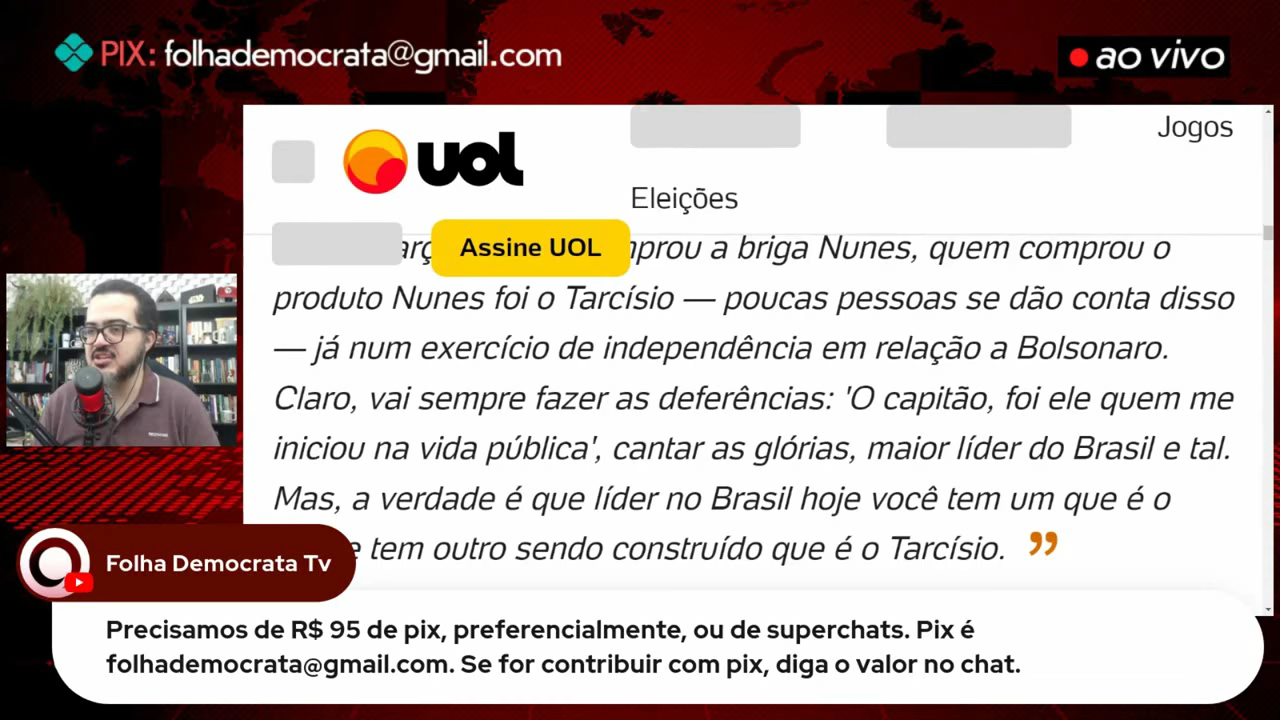 PIX: folhademocrata@gmail.com
ao vivo
uol
Jogos
Eleições
Assine UOL
mprou a briga Nunes, quem comprou o
produto Nunes foi o Tarcísio — poucas pessoas se dão conta disso
— já num exercício de independência em relação a Bolsonaro.
Claro, vai sempre fazer as deferências: 'O capitão, foi ele quem me
iniciou na vida pública', cantar as glórias, maior líder do Brasil e tal.
Mas, a verdade é que líder no Brasil hoje você tem um que é o
e tem outro sendo construído que é o Tarcísio. ”
Folha Democrata Tv
Precisamos de R$ 95 de pix, preferencialmente, ou de superchats. Pix é
folhademocrata@gmail.com. Se for contribuir com pix, diga o valor no chat.